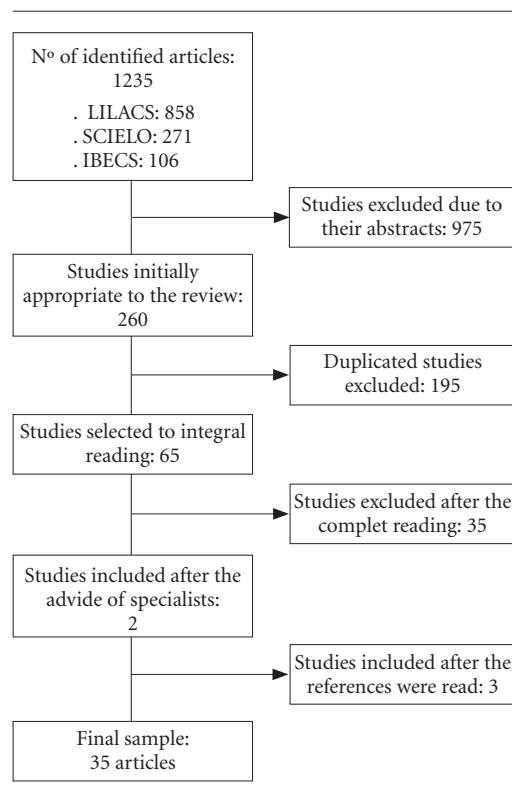 Nº of identified articles:
1235
. LILACS: 858
. SCIELO: 271
. IBECS: 106
Studies excluded due to
their abstracts: 975
Studies initially
appropriate to the review:
260
Duplicated studies
excluded: 195
Studies selected to integral
reading: 65
Studies excluded after the
complet reading: 35
Studies included after the
advide of specialists:
2
Studies included after the
references were read: 3
Final sample:
35 articles